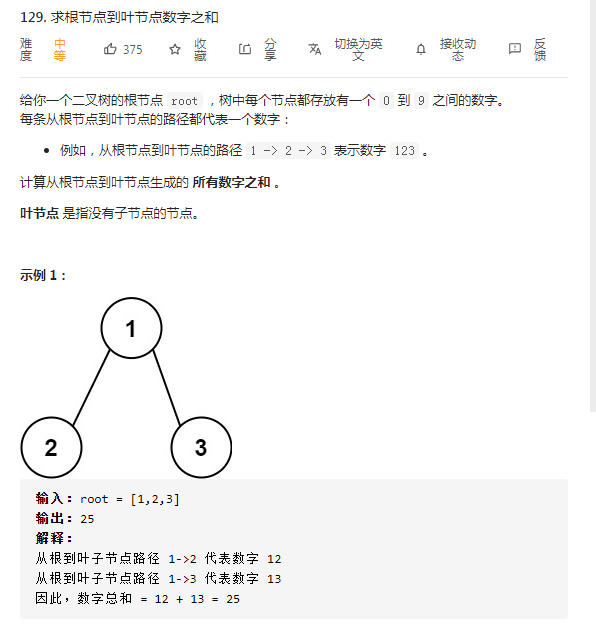 129. 求根节点到叶节点数字之和
难度 中等 375 收藏 分享 切换为英文 接收动态 反馈
给你一个二叉树的根节点 root ，树中每个节点都存放有一个 0 到 9 之间的数字。
每条从根节点到叶节点的路径都代表一个数字：
• 例如，从根节点到叶节点的路径 1 -> 2 -> 3 表示数字 123 。
计算从根节点到叶节点生成的 所有数字之和 。
叶节点 是指没有子节点的节点。
示例 1：
1
2 3
输入：root = [1,2,3]
输出：25
解释：
从根到叶子节点路径 1->2 代表数字 12
从根到叶子节点路径 1->3 代表数字 13
因此，数字总和 = 12 + 13 = 25